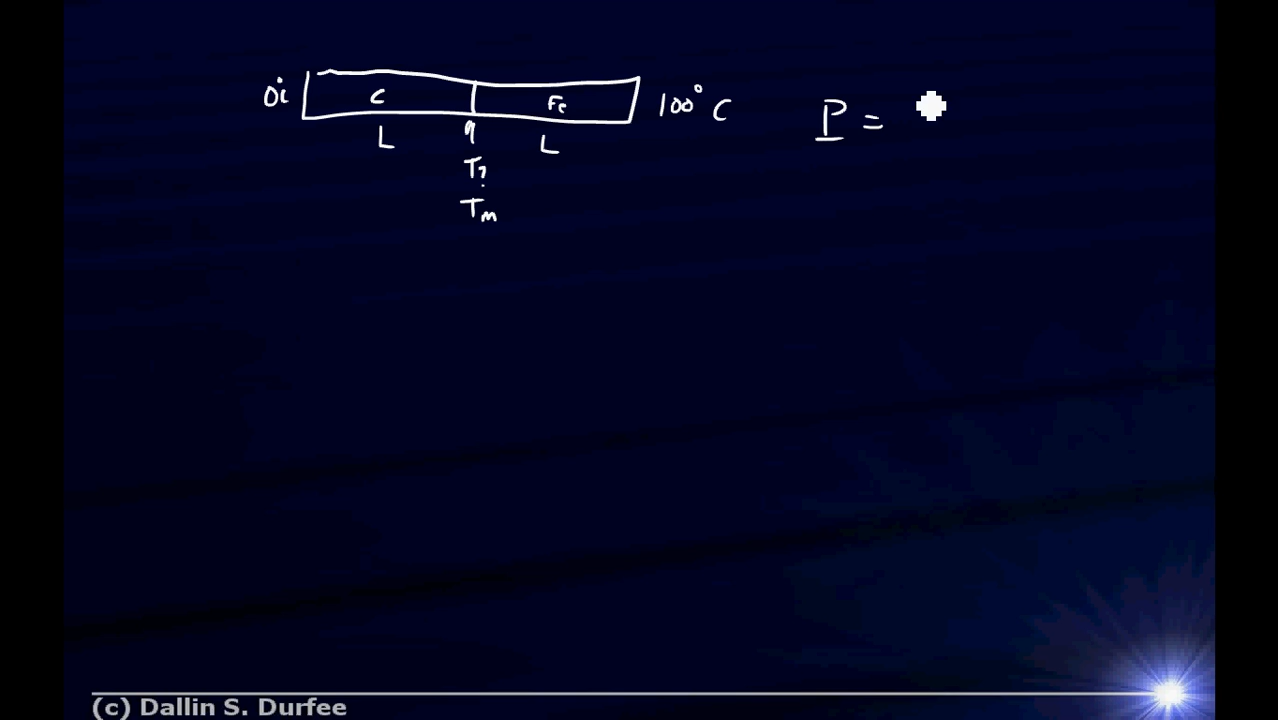 0°C C Fe 100° C P =
L L
T?
Tm
(c) Dallin S. Durfee